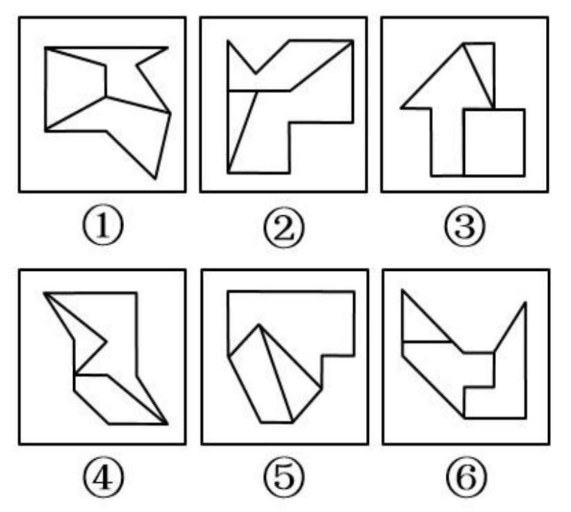 ① ② ③
④ ⑤ ⑥